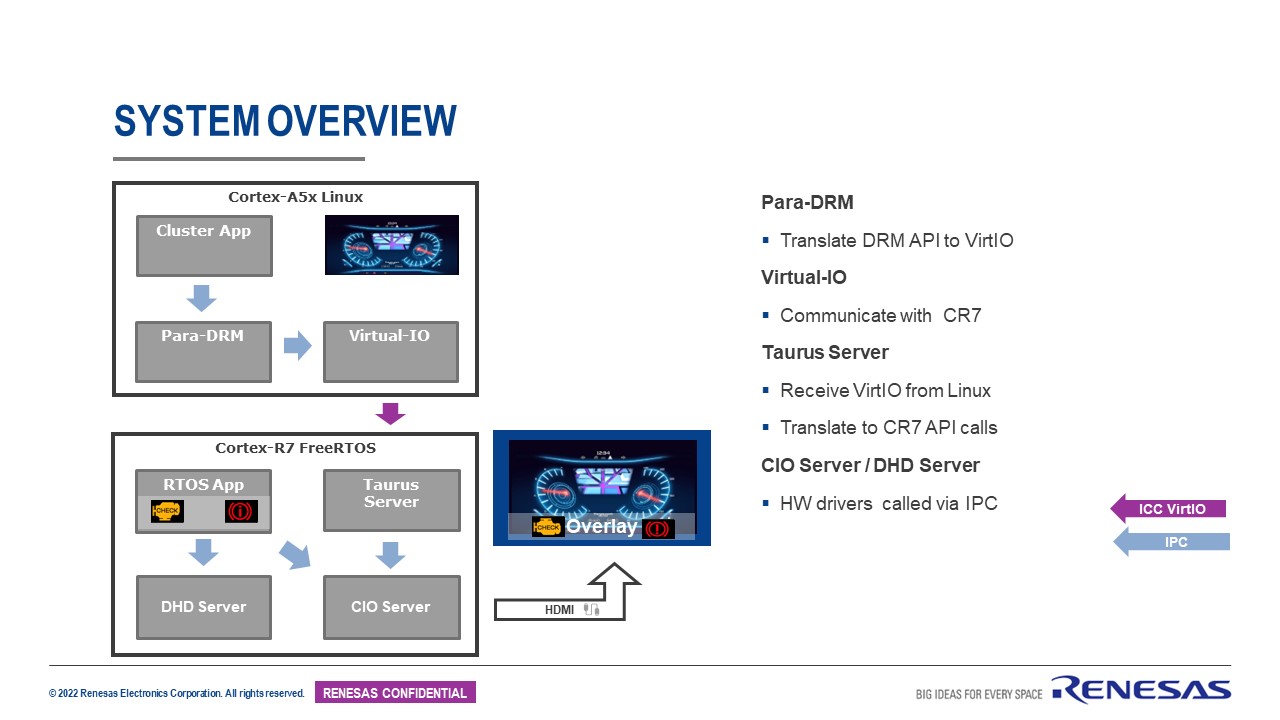 SYSTEM OVERVIEW
Cortex-A5x Linux
Cluster App
Para-DRM
Virtual-IO
Cortex-R7 FreeRTOS
RTOS App
CHECK
Taurus
Server
DHD Server
CIO Server
12:34
CHECK
Overlay
HDMI
Para-DRM
▪ Translate DRM API to VirtIO
Virtual-IO
▪ Communicate with CR7
Taurus Server
▪ Receive VirtIO from Linux
▪ Translate to CR7 API calls
CIO Server / DHD Server
▪ HW drivers called via IPC
ICC VirtIO
IPC
© 2022 Renesas Electronics Corporation. All rights reserved.
RENESAS CONFIDENTIAL
BIG IDEAS FOR EVERY SPACE
RENESAS